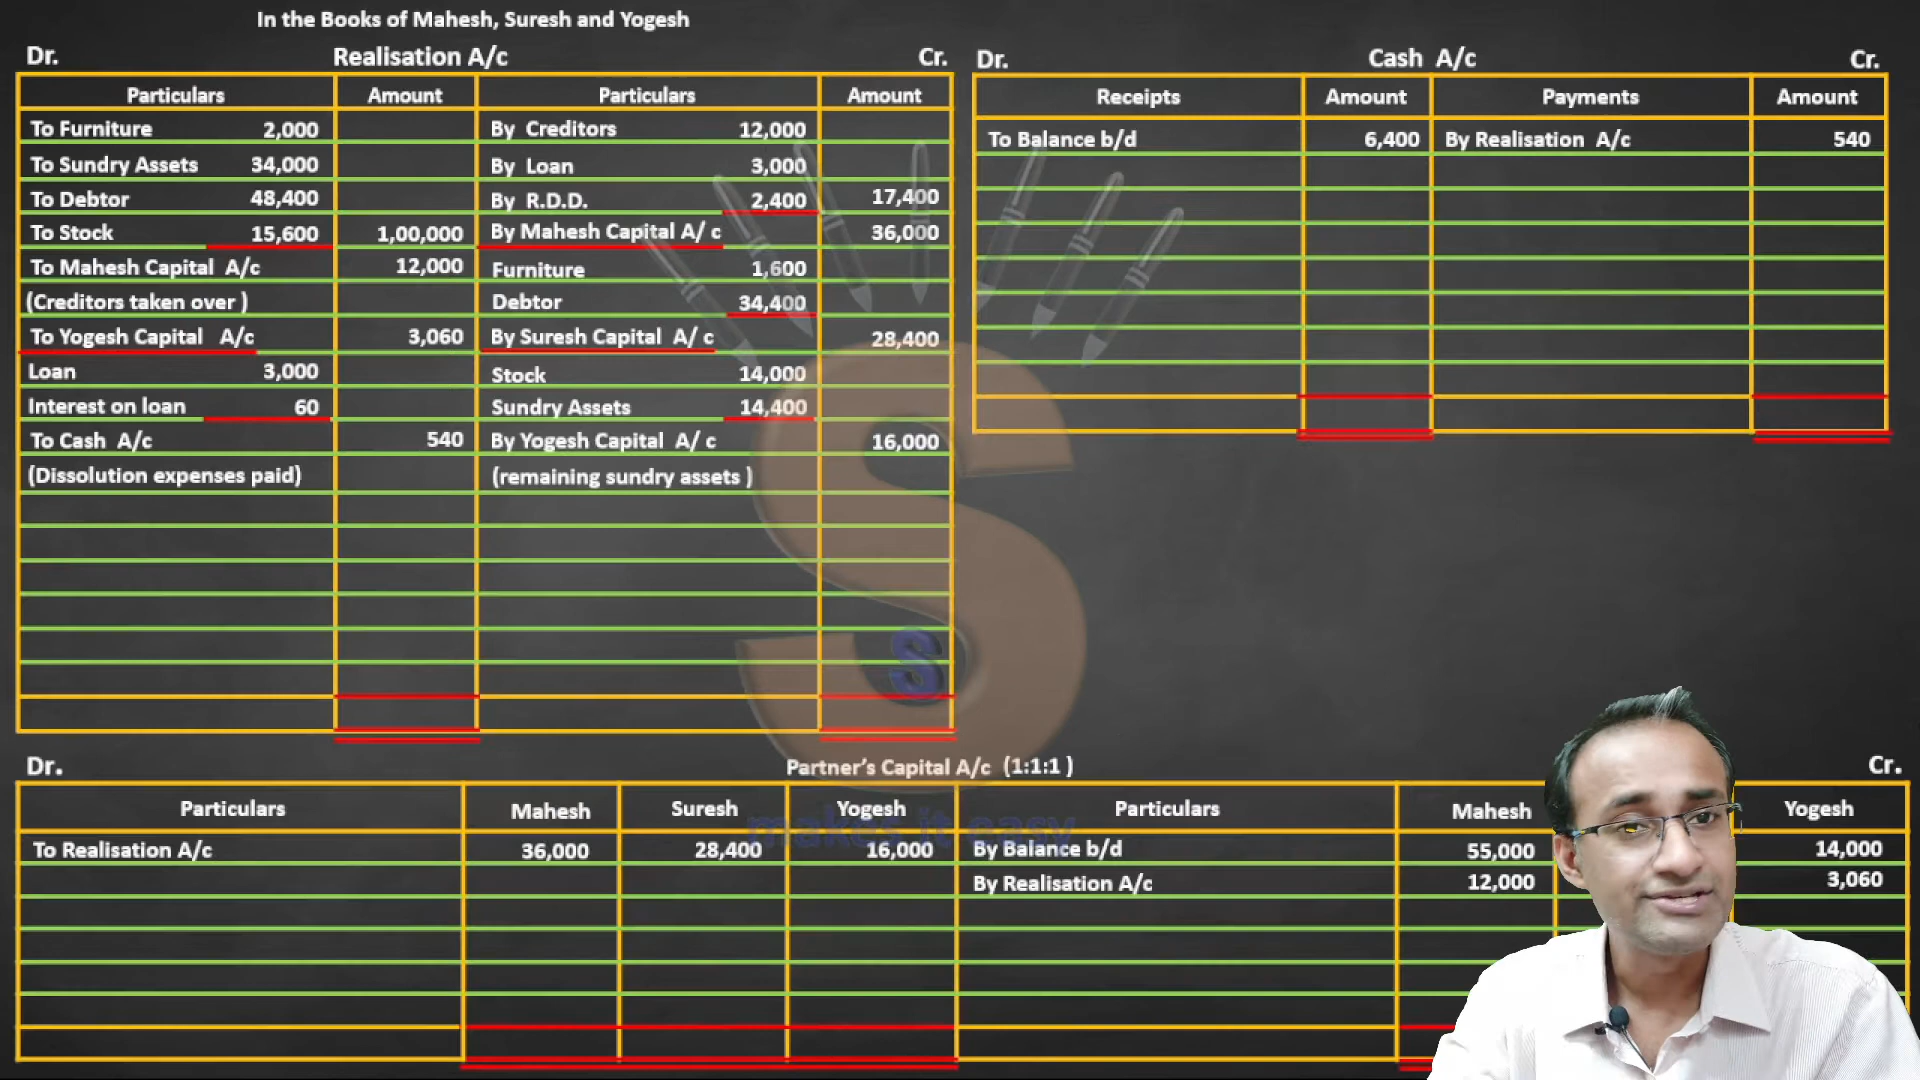 In the Books of Mahesh, Suresh and Yogesh
Dr. Realisation A/c Cr.
Particulars Amount Particulars Amount
To Furniture 2,000 By Creditors 12,000
To Sundry Assets 34,000 By Loan 3,000
To Debtor 48,400 By R.D.D. 2,400 17,400
To Stock 15,600 1,00,000 By Mahesh Capital A/ c 36,000
To Mahesh Capital A/c 12,000 Furniture 1,600
(Creditors taken over ) Debtor 34,400
To Yogesh Capital A/c 3,060 By Suresh Capital A/ c 28,400
Loan 3,000 Stock 14,000
Interest on loan 60 Sundry Assets 14,400
To Cash A/c 540 By Yogesh Capital A/ c 16,000
(Dissolution expenses paid) (remaining sundry assets )
Dr. Cash A/c Cr.
Receipts Amount Payments Amount
To Balance b/d 6,400 By Realisation A/c 540
S
makes it easy
Dr. Partner's Capital A/c (1:1:1 ) Cr.
Particulars Mahesh Suresh Yogesh Particulars Mahesh Yogesh
To Realisation A/c 36,000 28,400 16,000 By Balance b/d 55,000 14,000
By Realisation A/c 12,000 3,060